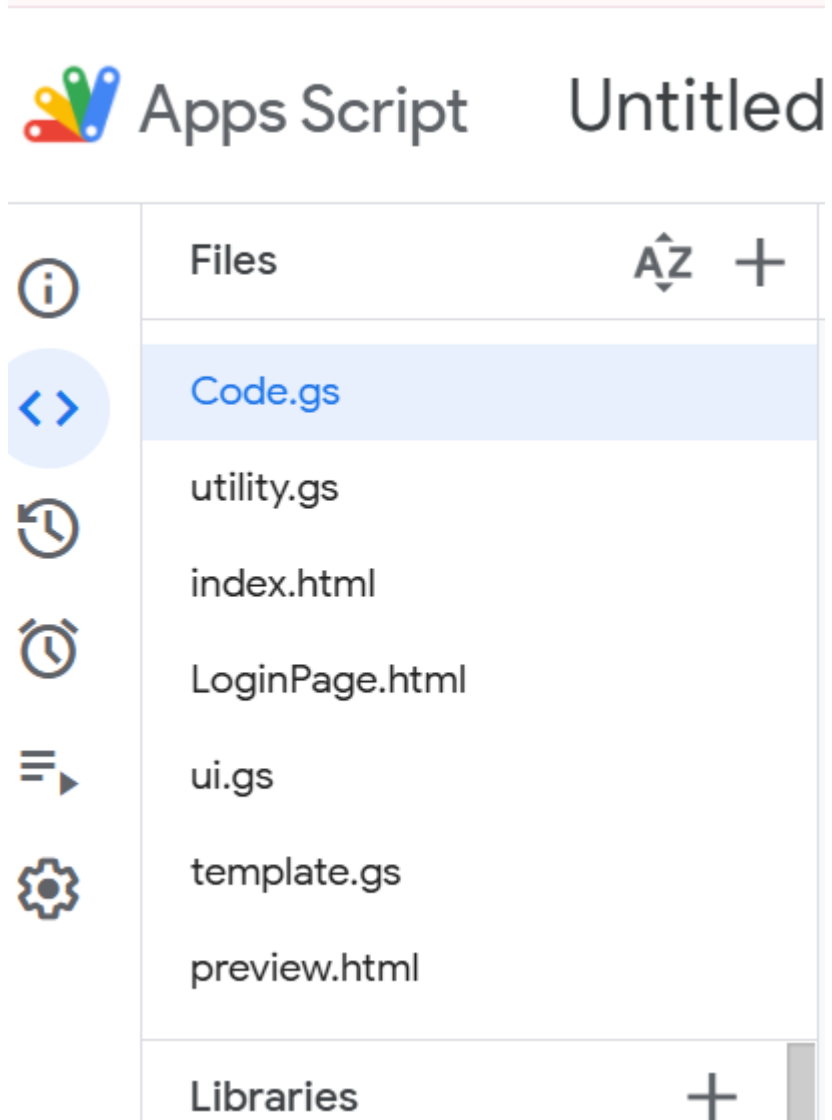 Apps Script Untitled
Files AZ
Code.gs
utility.gs
index.html
LoginPage.html
ui.gs
template.gs
preview.html
Libraries